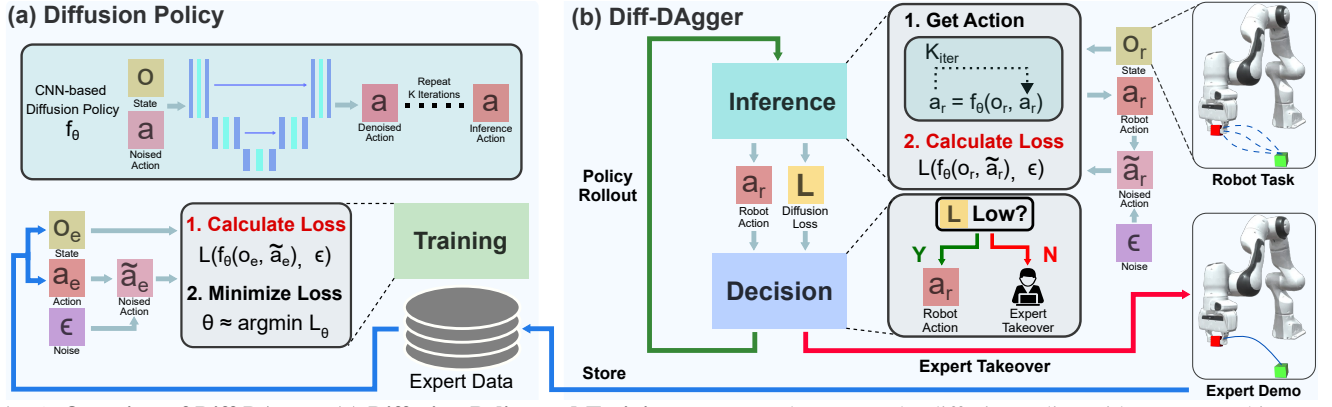 (a) Diffusion Policy
CNN-based
Diffusion Policy
fθ
o
State
a
Noised
Action
a
Denoised
Action
Repeat
K Iterations
a
Inference
Action
oe
State
ae
Action
ãe
Noised
Action
ϵ
Noise
1. Calculate Loss
L(fθ(oe, ãe), ϵ)
2. Minimize Loss
θ ≈ argmin Lθ
Training
Expert Data
(b) Diff-DAgger
Policy
Rollout
Inference
ar
Robot
Action
L
Diffusion
Loss
Decision
1. Get Action
Kiter
ar = fθ(or, ar)
2. Calculate Loss
L(fθ(or, ãr), ϵ)
L Low?
Y
N
ar
Robot
Action
Expert
Takeover
or
State
ar
Robot
Action
ãr
Noised
Action
ϵ
Noise
Robot Task
Expert Takeover
Store
Expert Demo